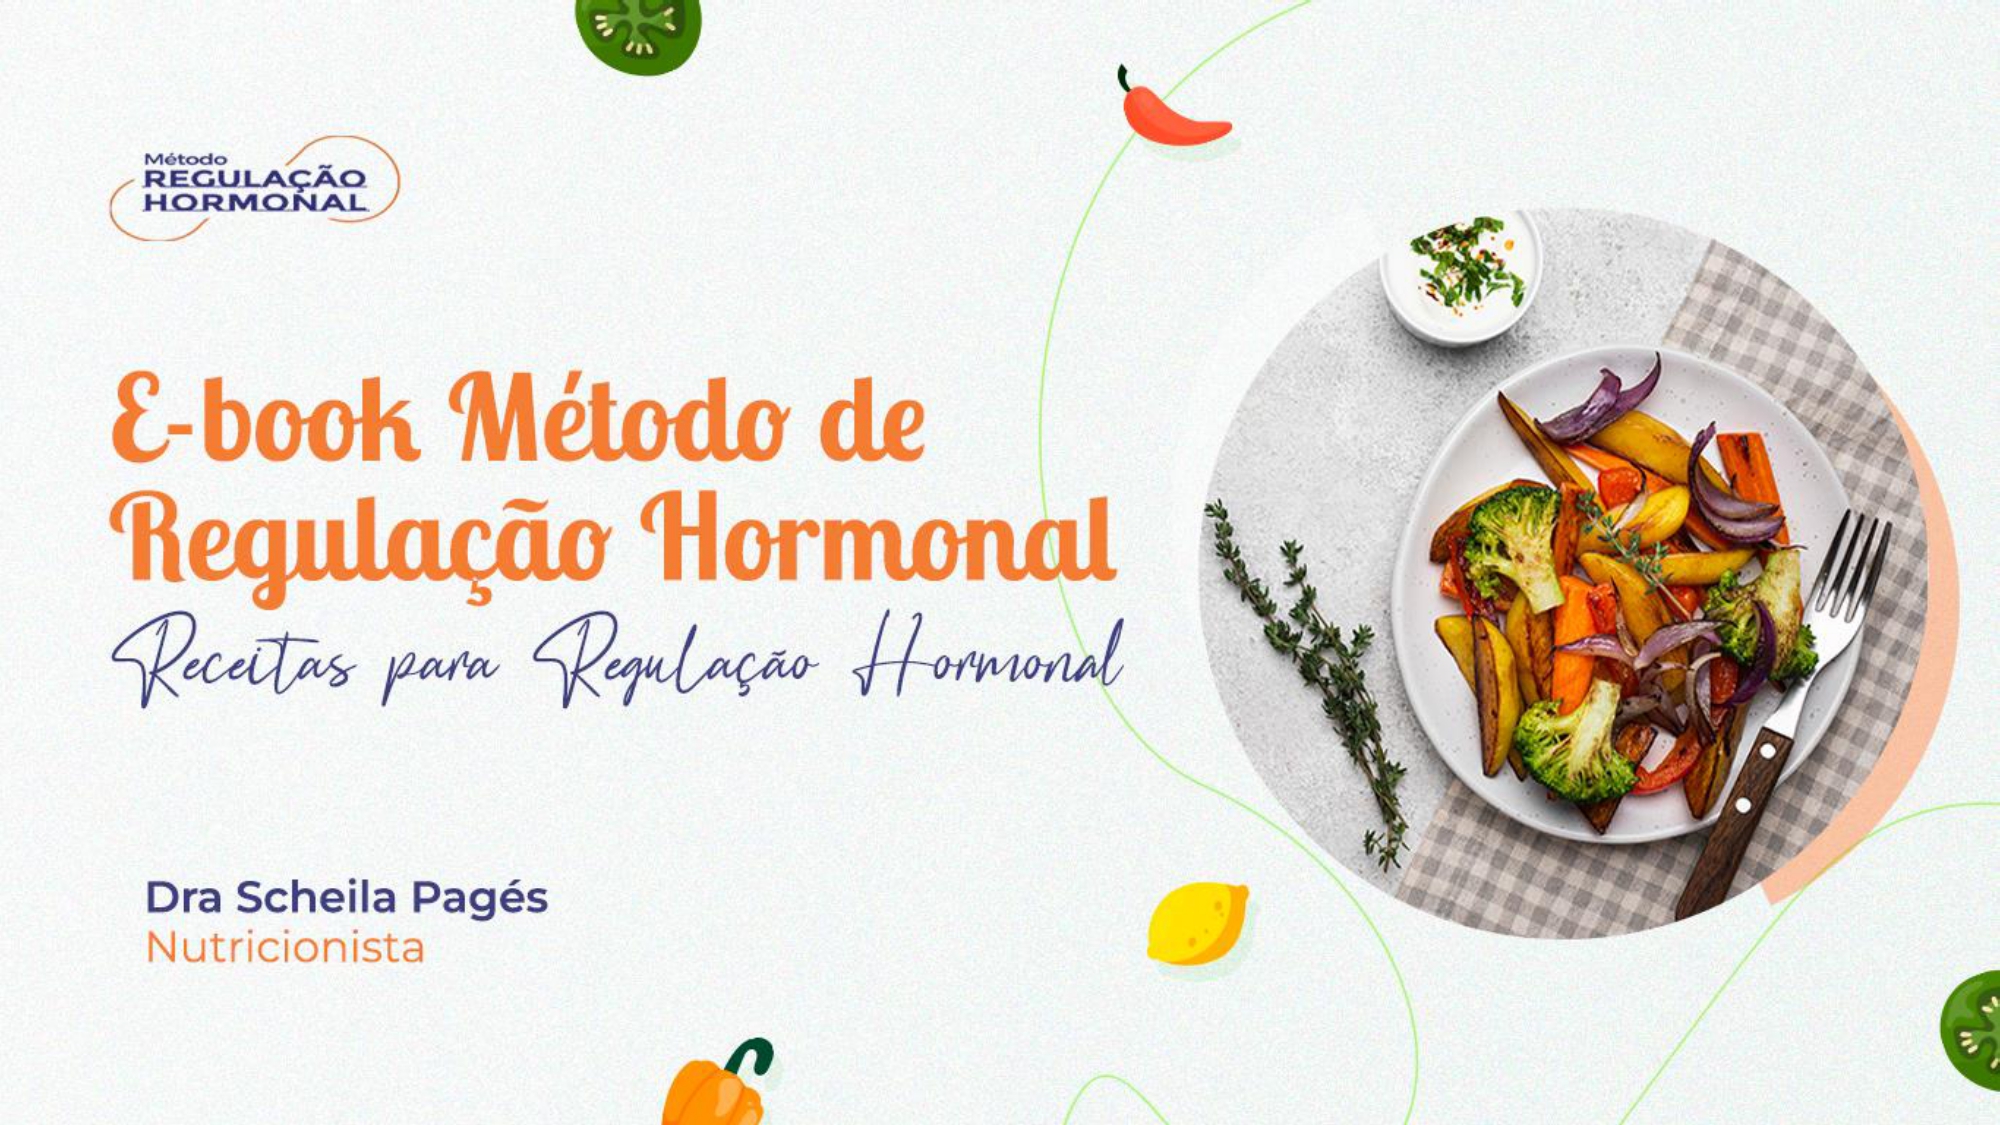 Método
REGULAÇÃO
HORMONAL
E-book Método de
Regulação Hormonal
Receitas para Regulação Hormonal
Dra Scheila Pagés
Nutricionista